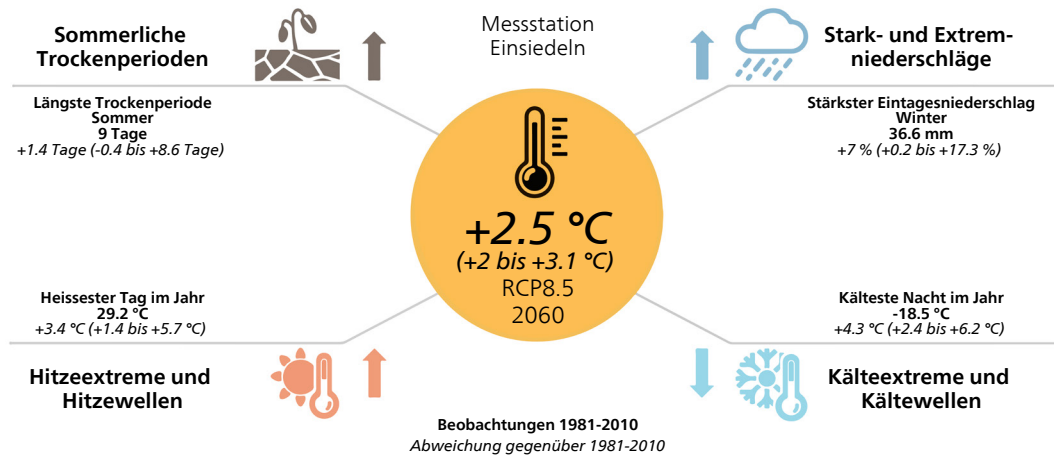 Sommerliche
Trockenperioden
Messstation
Einsiedeln
Stark- und Extrem-
niederschläge
Längste Trockenperiode
Sommer
9 Tage
+1.4 Tage (-0.4 bis +8.6 Tage)
Stärkster Eintagesniederschlag
Winter
36.6 mm
+7 % (+0.2 bis +17.3 %)
+2.5 °C
(+2 bis +3.1 °C)
RCP8.5
2060
Heissester Tag im Jahr
29.2 °C
+3.4 °C (+1.4 bis +5.7 °C)
Kälteste Nacht im Jahr
-18.5 °C
+4.3 °C (+2.4 bis +6.2 °C)
Hitzeextreme und
Hitzewellen
Kälteextreme und
Kältewellen
Beobachtungen 1981-2010
Abweichung gegenüber 1981-2010